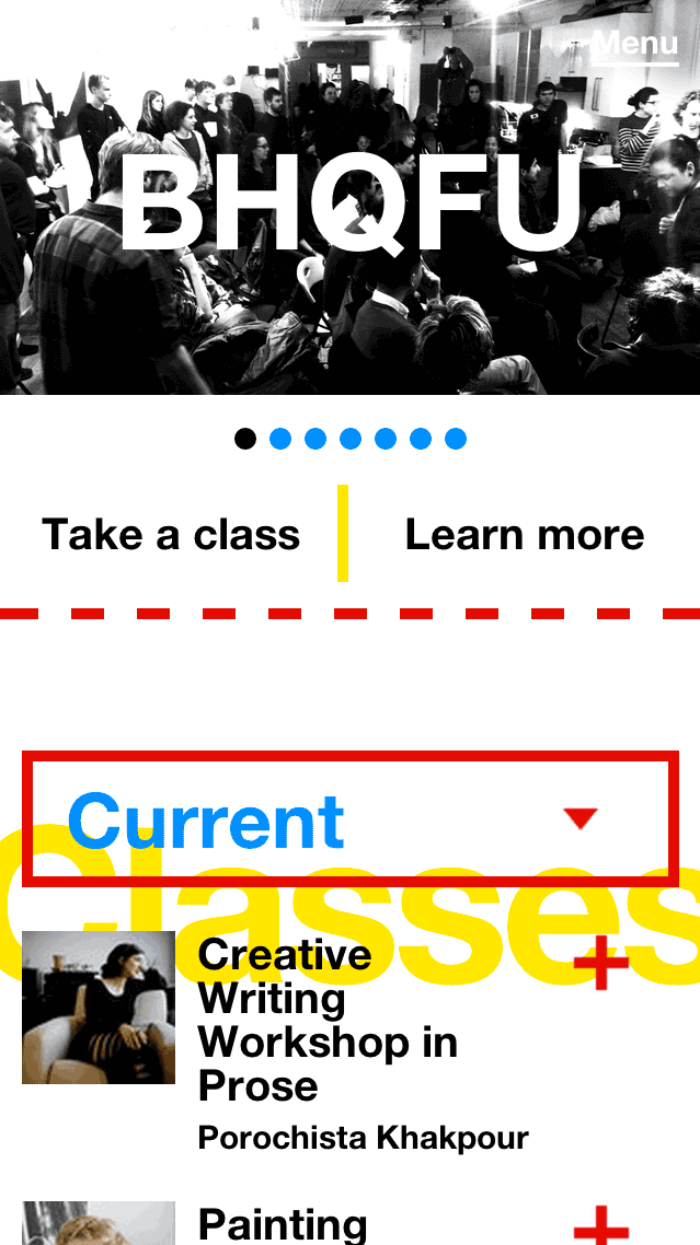 Menu
BHQFU
Take a class
Learn more
Current
Classes
Creative
Writing
Workshop in
Prose
Porochista Khakpour
Painting